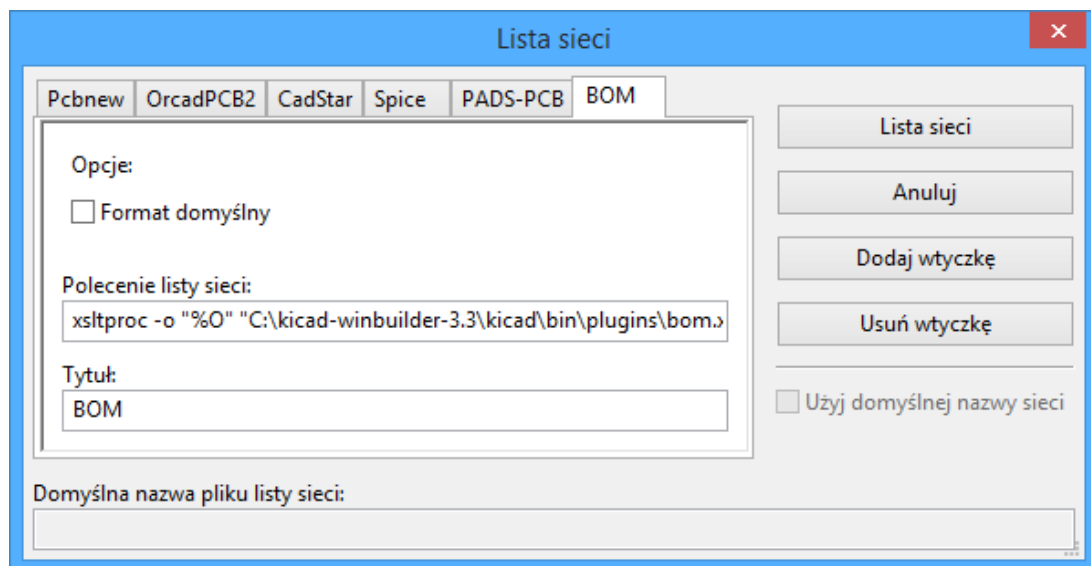 Lista sieci
Pcbnew OrcadPCB2 CadStar Spice PADS-PCB BOM
Lista sieci
Opcje:
Anuluj
Format domyślny
Dodaj wtyczkę
Polecenie listy sieci:
xsltproc -o "%O" "C:\kicad-winbuilder-3.3\kicad\bin\plugins\bom.x
Usuń wtyczkę
Tytuł:
BOM
Użyj domyślnej nazwy sieci
Domyślna nazwa pliku listy sieci: